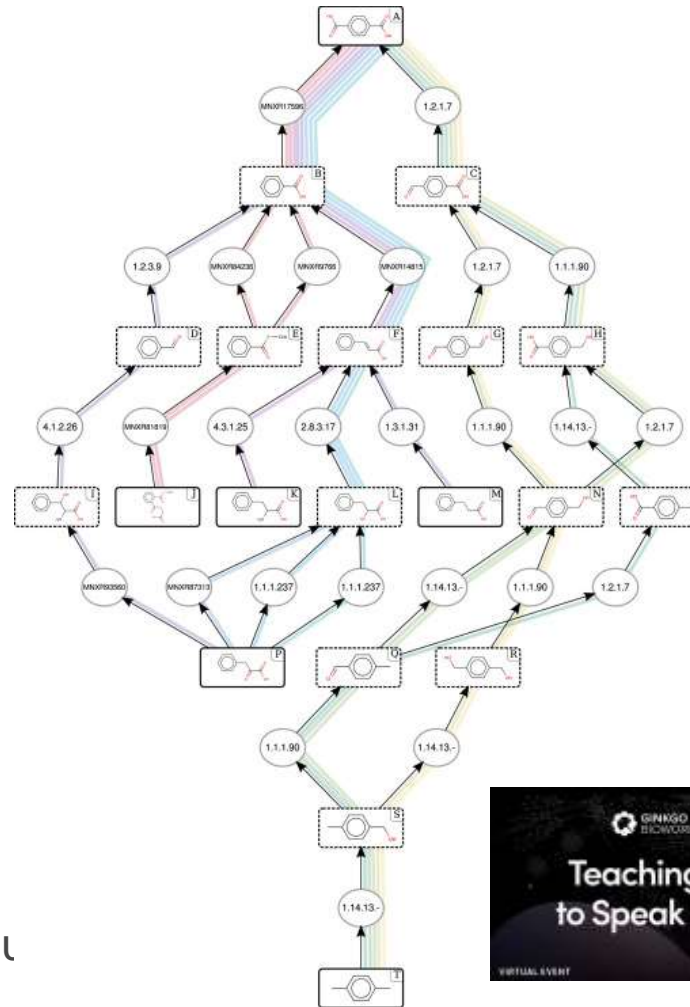 A
MNXR17596
1.2.1.7
B
C
1.2.3.9
MNXR84235
MNXR9765
MNXR14815
1.2.1.7
1.1.1.90
D
E
F
G
H
4.1.2.26
MNXR81819
4.3.1.25
2.8.3.17
1.3.1.31
1.1.1.90
1.14.13.-
1.2.1.7
I
J
K
L
M
N
MNXR93560
MNXR87313
1.1.1.237
1.1.1.237
1.14.13.-
1.1.1.90
1.2.1.7
P
Q
R
1.1.1.90
1.14.13.-
S
1.14.13.-
T
GINKGO
Teaching
to Speak
VIRTUAL EVENT